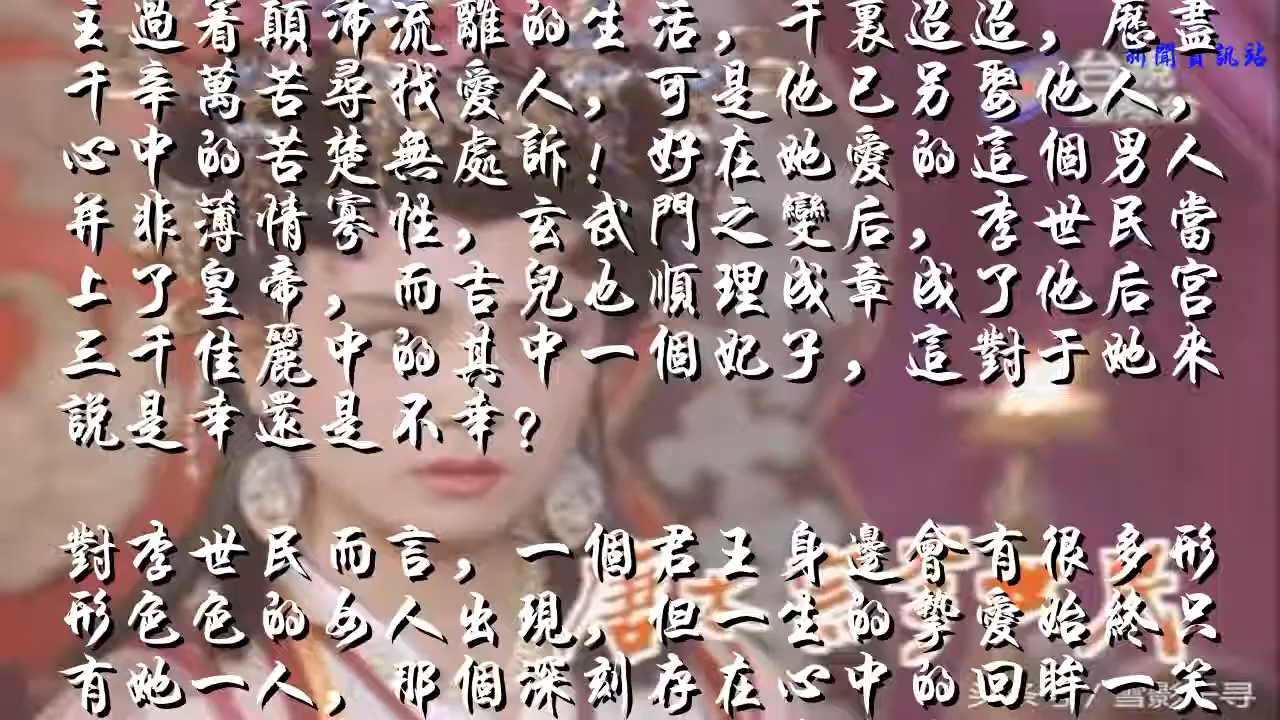 主過着顛沛流離的生活，千裏迢迢，歷盡
新聞資訊站
千辛萬苦尋找愛人，可是他已另娶他人，
心中的苦楚無處訴！好在她愛的這個男人
并非薄情寡性，玄武門之變后，李世民當
上了皇帝，而吉兒也順理成章成了他后宮
三千佳麗中的其中一個妃子，這對于她來
說是幸還是不幸？
對李世民而言，一個君王身邊會有很多形
形色色的女人出現，但一生的摯愛始終只
有她一人，那個深刻存在心中的回眸一笑